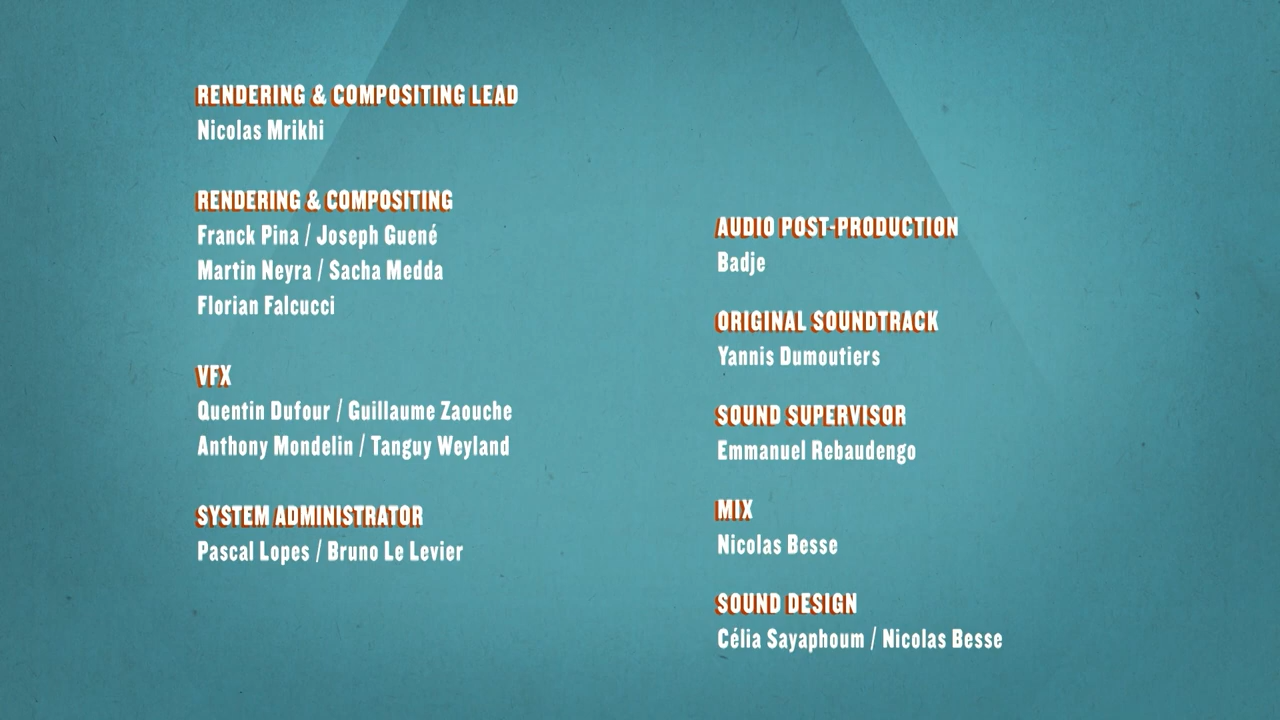 RENDERING & COMPOSITING LEAD
Nicolas Mrikhi
RENDERING & COMPOSITING
Franck Pina / Joseph Guené
Martin Neyra / Sacha Medda
Florian Falcucci
VFX
Quentin Dufour / Guillaume Zaouche
Anthony Mondelin / Tanguy Weyland
SYSTEM ADMINISTRATOR
Pascal Lopes / Bruno Le Levier
AUDIO POST-PRODUCTION
Badje
ORIGINAL SOUNDTRACK
Yannis Dumoutiers
SOUND SUPERVISOR
Emmanuel Rebaudengo
MIX
Nicolas Besse
SOUND DESIGN
Célia Sayaphoum / Nicolas Besse